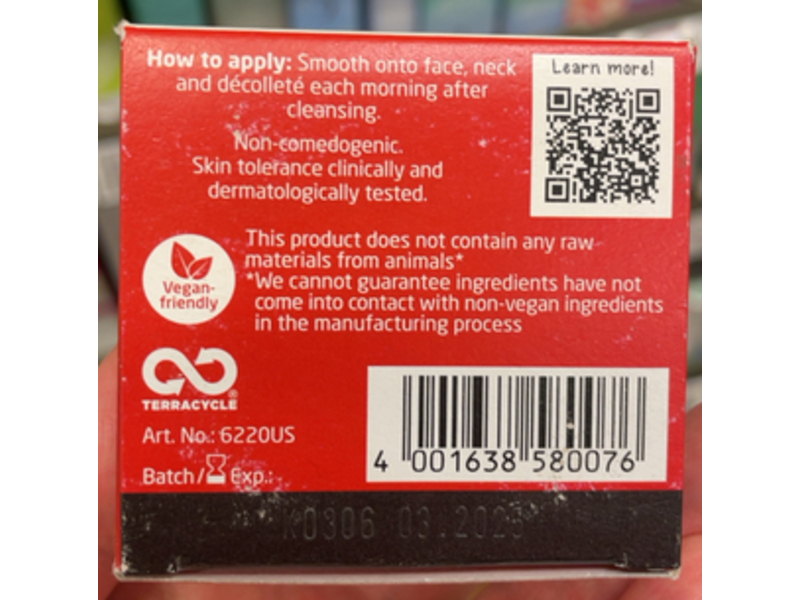 How to apply: Smooth onto face, neck
and décolleté each morning after
cleansing.
Non-comedogenic.
Skin tolerance clinically and
dermatologically tested.
Learn more!
This product does not contain any raw
materials from animals*
*We cannot guarantee ingredients have not
come into contact with non-vegan ingredients
in the manufacturing process
Vegan-
friendly
TERRACYCLE®
Art. No.: 6220US
Batch/ Exp.:
4 001638 580076